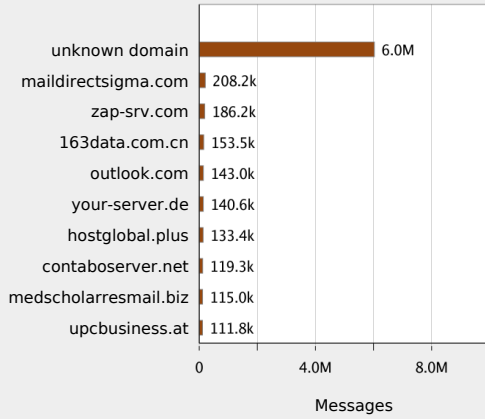 unknown domain 6.0M
maildirectsigma.com 208.2k
zap-srv.com 186.2k
163data.com.cn 153.5k
outlook.com 143.0k
your-server.de 140.6k
hostglobal.plus 133.4k
contaboserver.net 119.3k
medscholarresmail.biz 115.0k
upcbusiness.at 111.8k
0 4.0M 8.0M
Messages